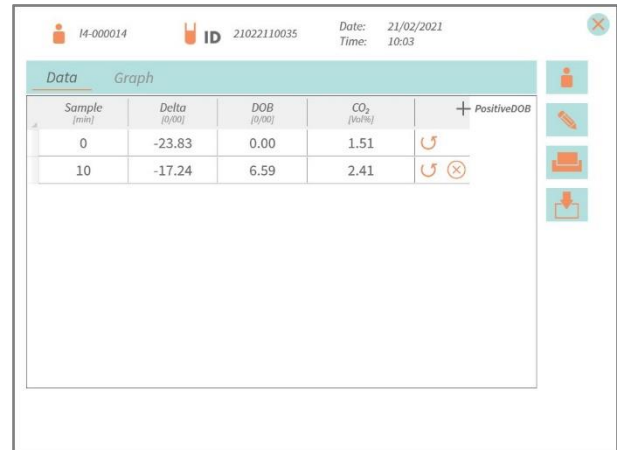 l4-000014 ID 21022110035 Date: 21/02/2021
Time: 10:03
Data Graph
Sample Delta DOB CO₂ + PositiveDOB
[min] [0/00] [0/00] [Vol%]
0 -23.83 0.00 1.51
10 -17.24 6.59 2.41